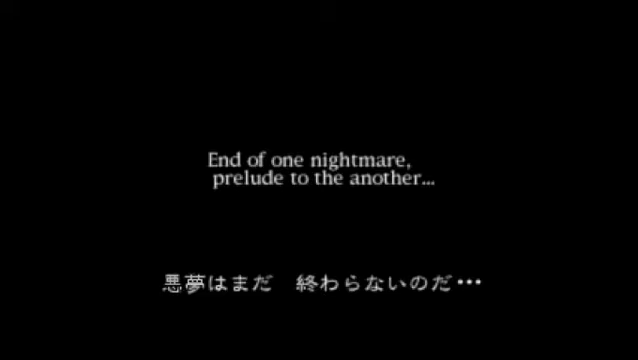 End of one nightmare,
prelude to the another...
悪夢はまだ　終わらないのだ・・・